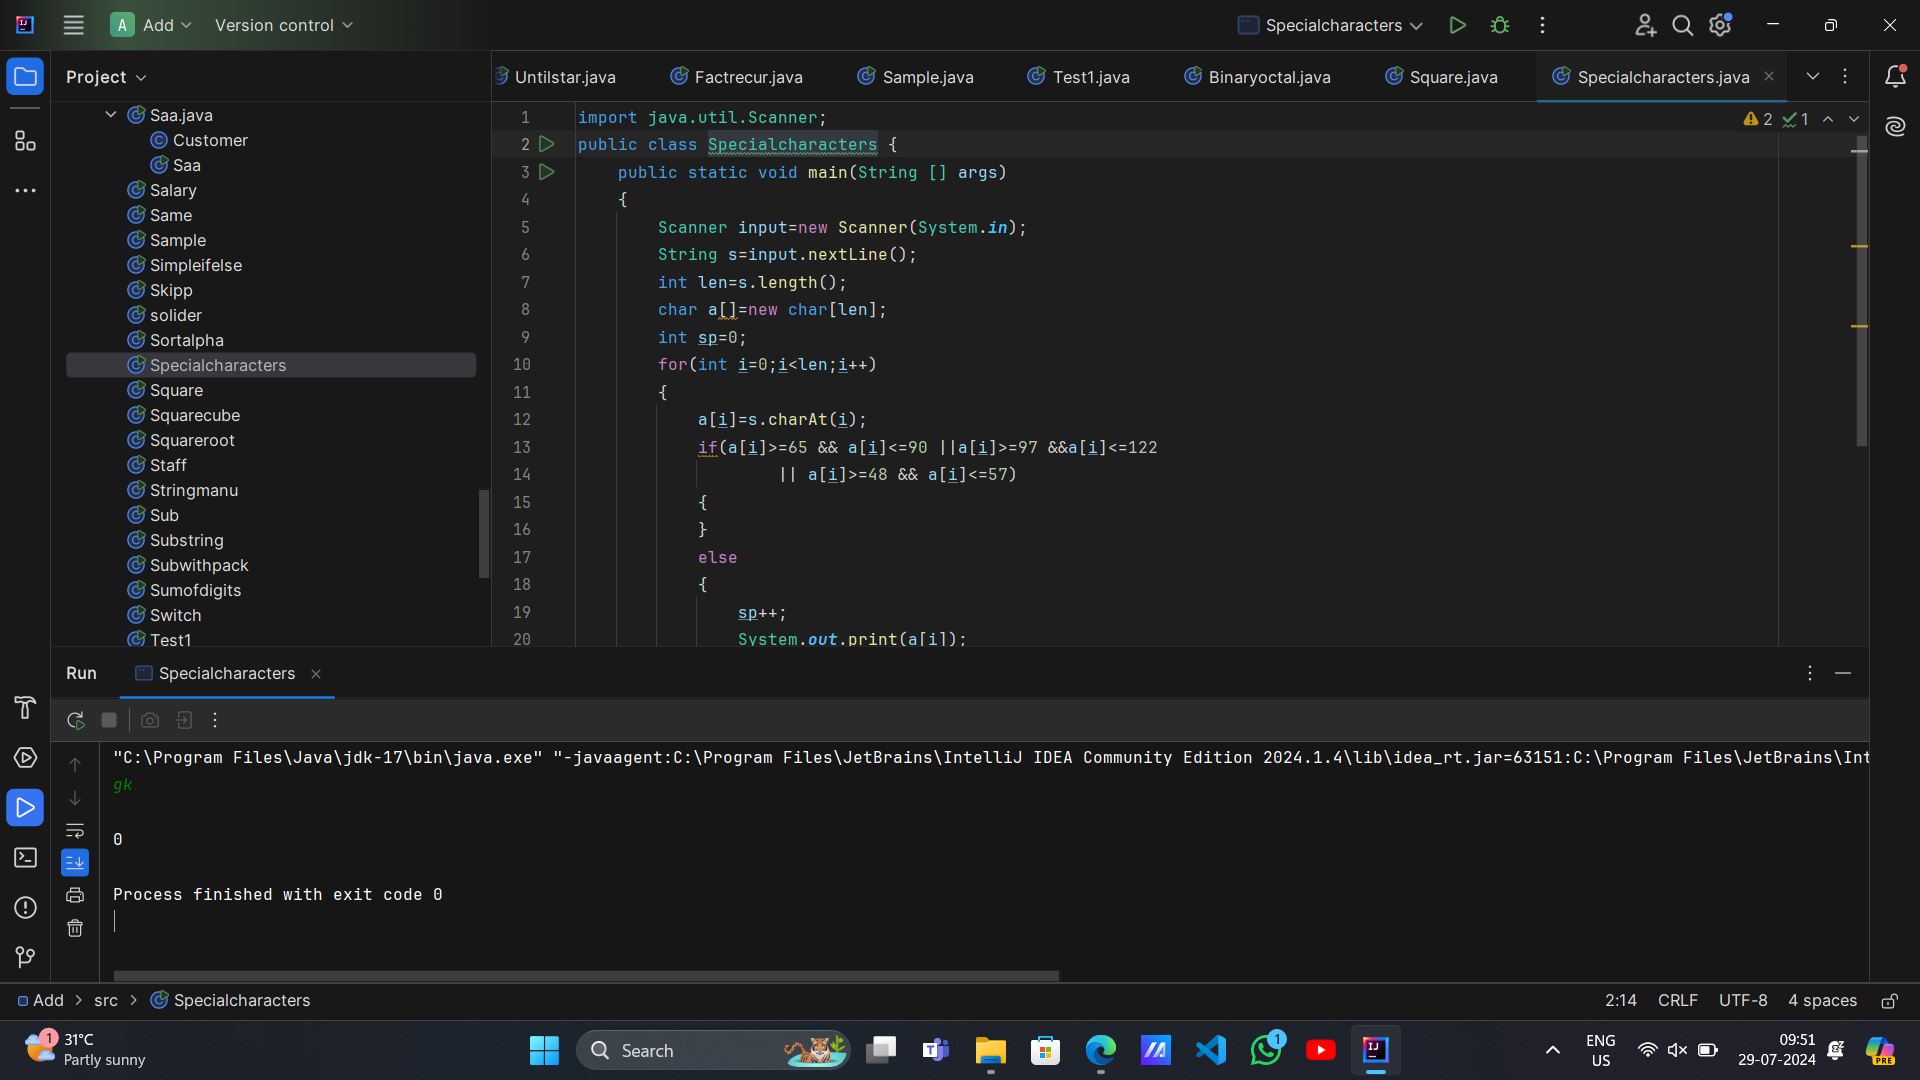 A Add Version control Specialcharacters
Project
Untilstar.java Factrecur.java Sample.java Test1.java Binaryoctal.java Square.java Specialcharacters.java
Saa.java
Customer
Saa
Salary
Same
Sample
Simpleifelse
Skipp
solider
Sortalpha
Specialcharacters
Square
Squarecube
Squareroot
Staff
Stringmanu
Sub
Substring
Subwithpack
Sumofdigits
Switch
Test1
2 1
1 import java.util.Scanner;
2 public class Specialcharacters {
3 public static void main(String [] args)
4 {
5 Scanner input=new Scanner(System.in);
6 String s=input.nextLine();
7 int len=s.length();
8 char a[]=new char[len];
9 int sp=0;
10 for(int i=0;i<len;i++)
11 {
12 a[i]=s.charAt(i);
13 if(a[i]>=65 && a[i]<=90 ||a[i]>=97 &&a[i]<=122
14 || a[i]>=48 && a[i]<=57)
15 {
16 }
17 else
18 {
19 sp++;
20 System.out.print(a[i]);
Run Specialcharacters
"C:\Program Files\Java\jdk-17\bin\java.exe" "-javaagent:C:\Program Files\JetBrains\IntelliJ IDEA Community Edition 2024.1.4\lib\idea_rt.jar=63151:C:\Program Files\JetBrains\Int
gk
0
Process finished with exit code 0
Add > src > Specialcharacters 2:14 CRLF UTF-8 4 spaces
1 31°C
Partly sunny
Search
1
ENG
US
09:51
29-07-2024
PRE